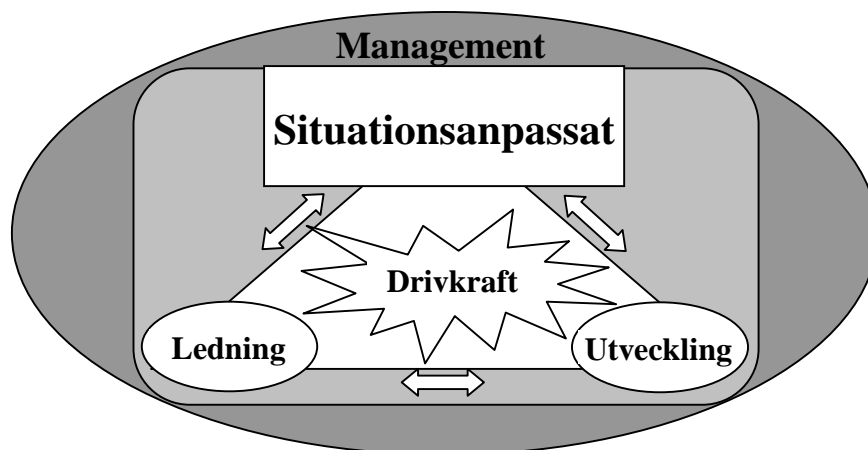 Management
Situationsanpassat
Drivkraft
Ledning
Utveckling